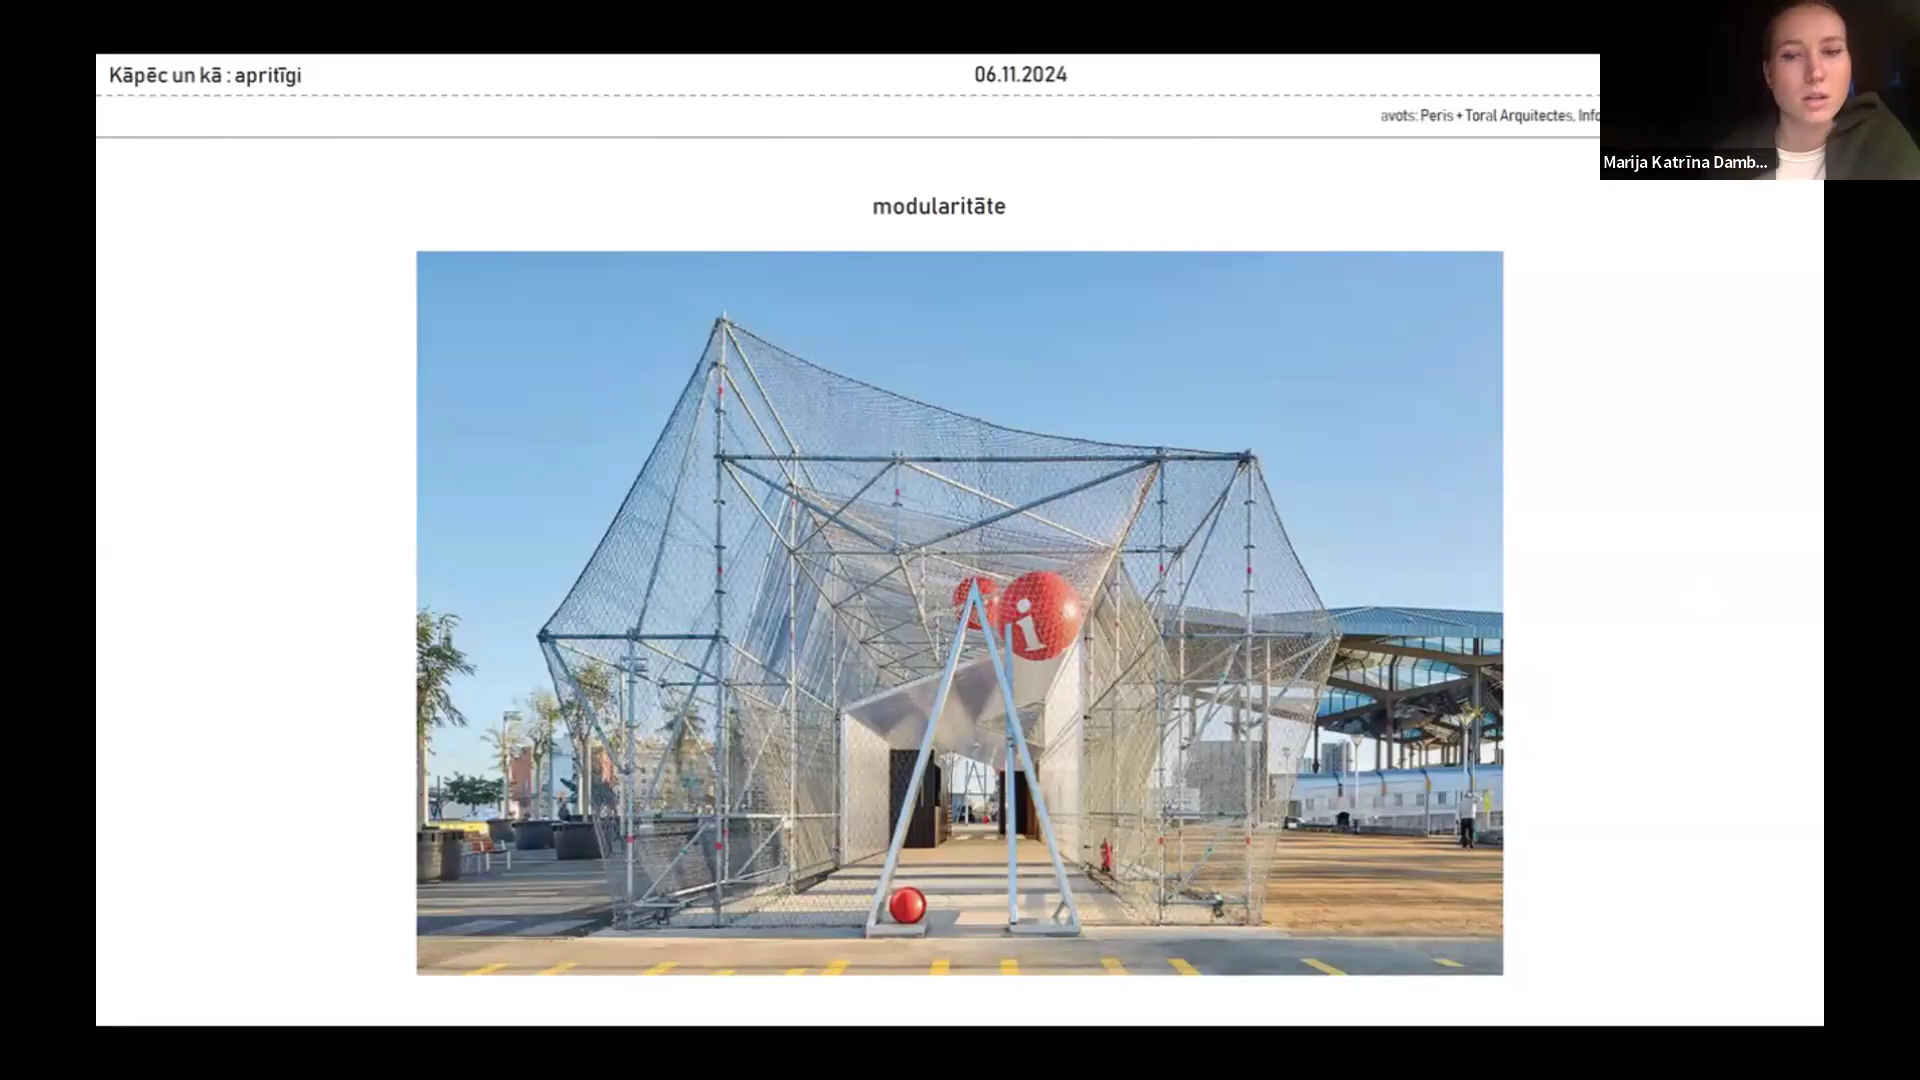 Kāpēc un kā : apritīgi
06.11.2024
avots: Peris + Toral Arquitectes, Info
Marija Katrīna Damb...
modularitāte
i